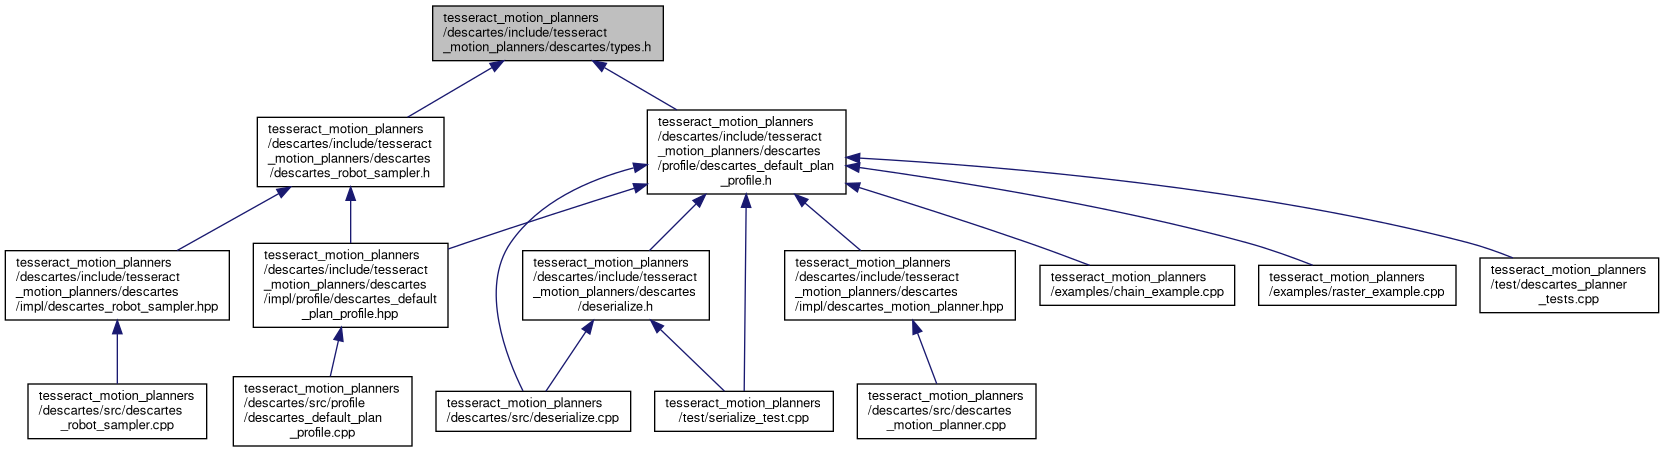 tesseract_motion_planners
/descartes/include/tesseract
_motion_planners/descartes/types.h
tesseract_motion_planners
/descartes/include/tesseract
_motion_planners/descartes
/descartes_robot_sampler.h
tesseract_motion_planners
/descartes/include/tesseract
_motion_planners/descartes
/profile/descartes_default_plan
_profile.h
tesseract_motion_planners
/descartes/include/tesseract
_motion_planners/descartes
/impl/descartes_robot_sampler.hpp
tesseract_motion_planners
/descartes/include/tesseract
_motion_planners/descartes
/impl/profile/descartes_default
_plan_profile.hpp
tesseract_motion_planners
/descartes/include/tesseract
_motion_planners/descartes
/deserialize.h
tesseract_motion_planners
/descartes/include/tesseract
_motion_planners/descartes
/impl/descartes_motion_planner.hpp
tesseract_motion_planners
/examples/chain_example.cpp
tesseract_motion_planners
/examples/raster_example.cpp
tesseract_motion_planners
/test/descartes_planner
_tests.cpp
tesseract_motion_planners
/descartes/src/descartes
_robot_sampler.cpp
tesseract_motion_planners
/descartes/src/profile
/descartes_default_plan
_profile.cpp
tesseract_motion_planners
/descartes/src/deserialize.cpp
tesseract_motion_planners
/test/serialize_test.cpp
tesseract_motion_planners
/descartes/src/descartes
_motion_planner.cpp